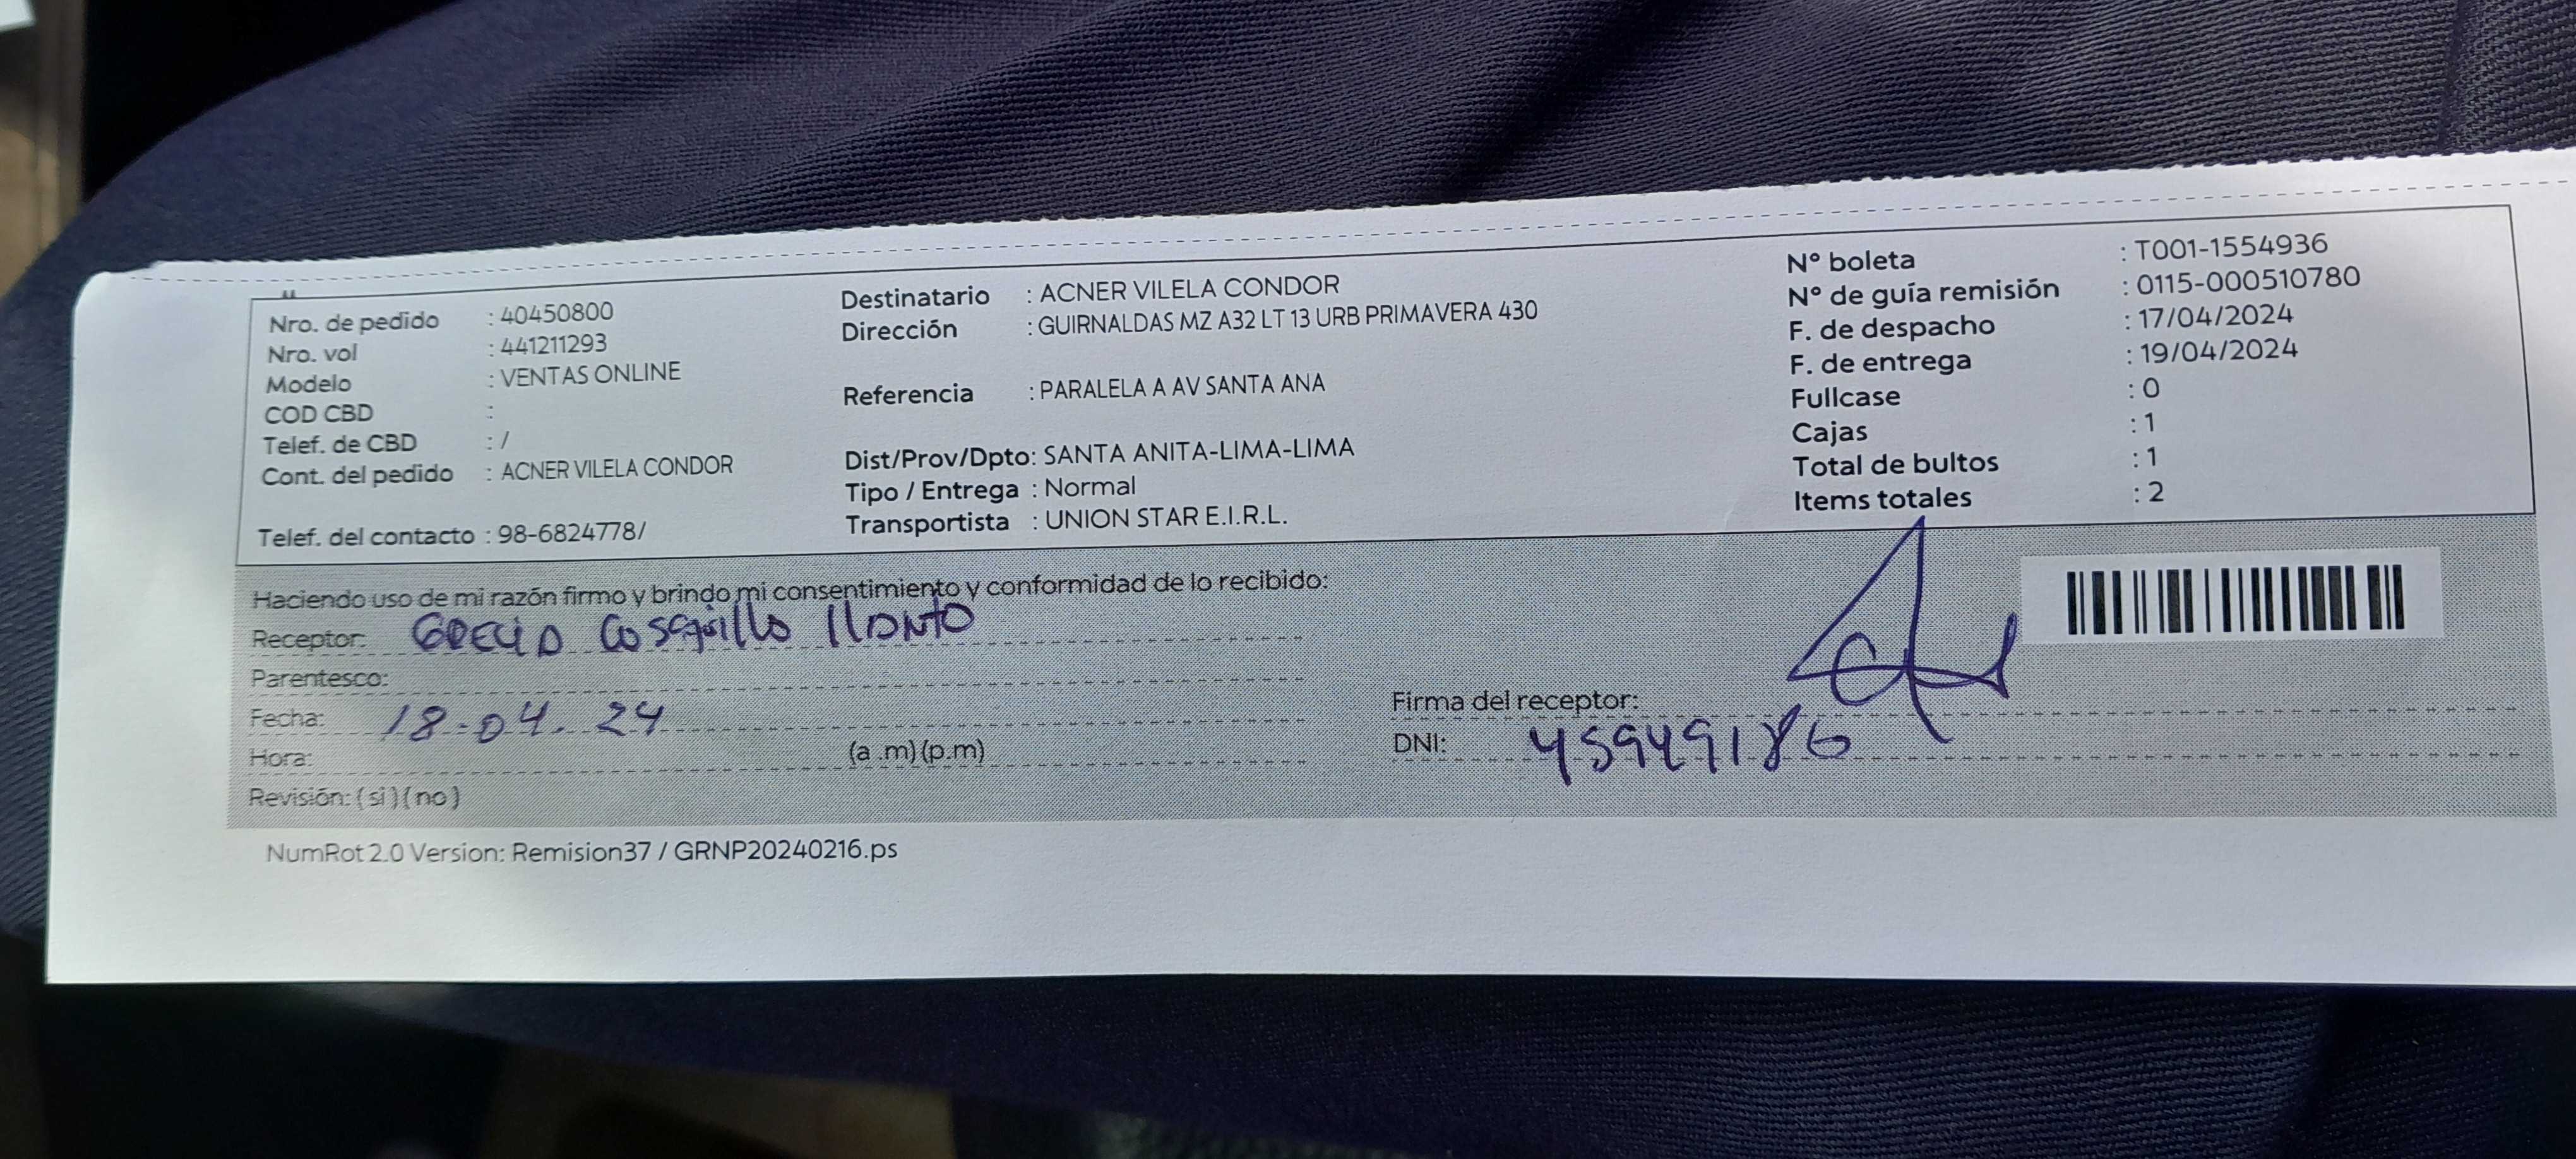 Nro. de pedido : 40450800
Nro. vol : 441211293
Modelo : VENTAS ONLINE
COD CBD :
Telef. de CBD : /
Cont. del pedido : ACNER VILELA CONDOR
Telef. del contacto : 98-6824778/
Destinatario : ACNER VILELA CONDOR
Dirección : GUIRNALDAS MZ A32 LT 13 URB PRIMAVERA 430
Referencia : PARALELA A AV SANTA ANA
Dist/Prov/Dpto: SANTA ANITA-LIMA-LIMA
Tipo / Entrega : Normal
Transportista : UNION STAR E.I.R.L.
Nº boleta : T001-1554936
Nº de guía remisión : 0115-000510780
F. de despacho : 17/04/2024
F. de entrega : 19/04/2024
Fullcase : 0
Cajas : 1
Total de bultos : 1
Items totales : 2
Haciendo uso de mi razón firmo y brindo mi consentimiento y conformidad de lo recibido:
Receptor: Grecia Cosquillo Llanto
Parentesco:
Fecha: 18-04-24
Hora: (a .m) (p.m)
Revisión: ( si ) ( no )
Firma del receptor:
DNI: 45949186
NumRot 2.0 Version: Remision37 / GRNP20240216.ps